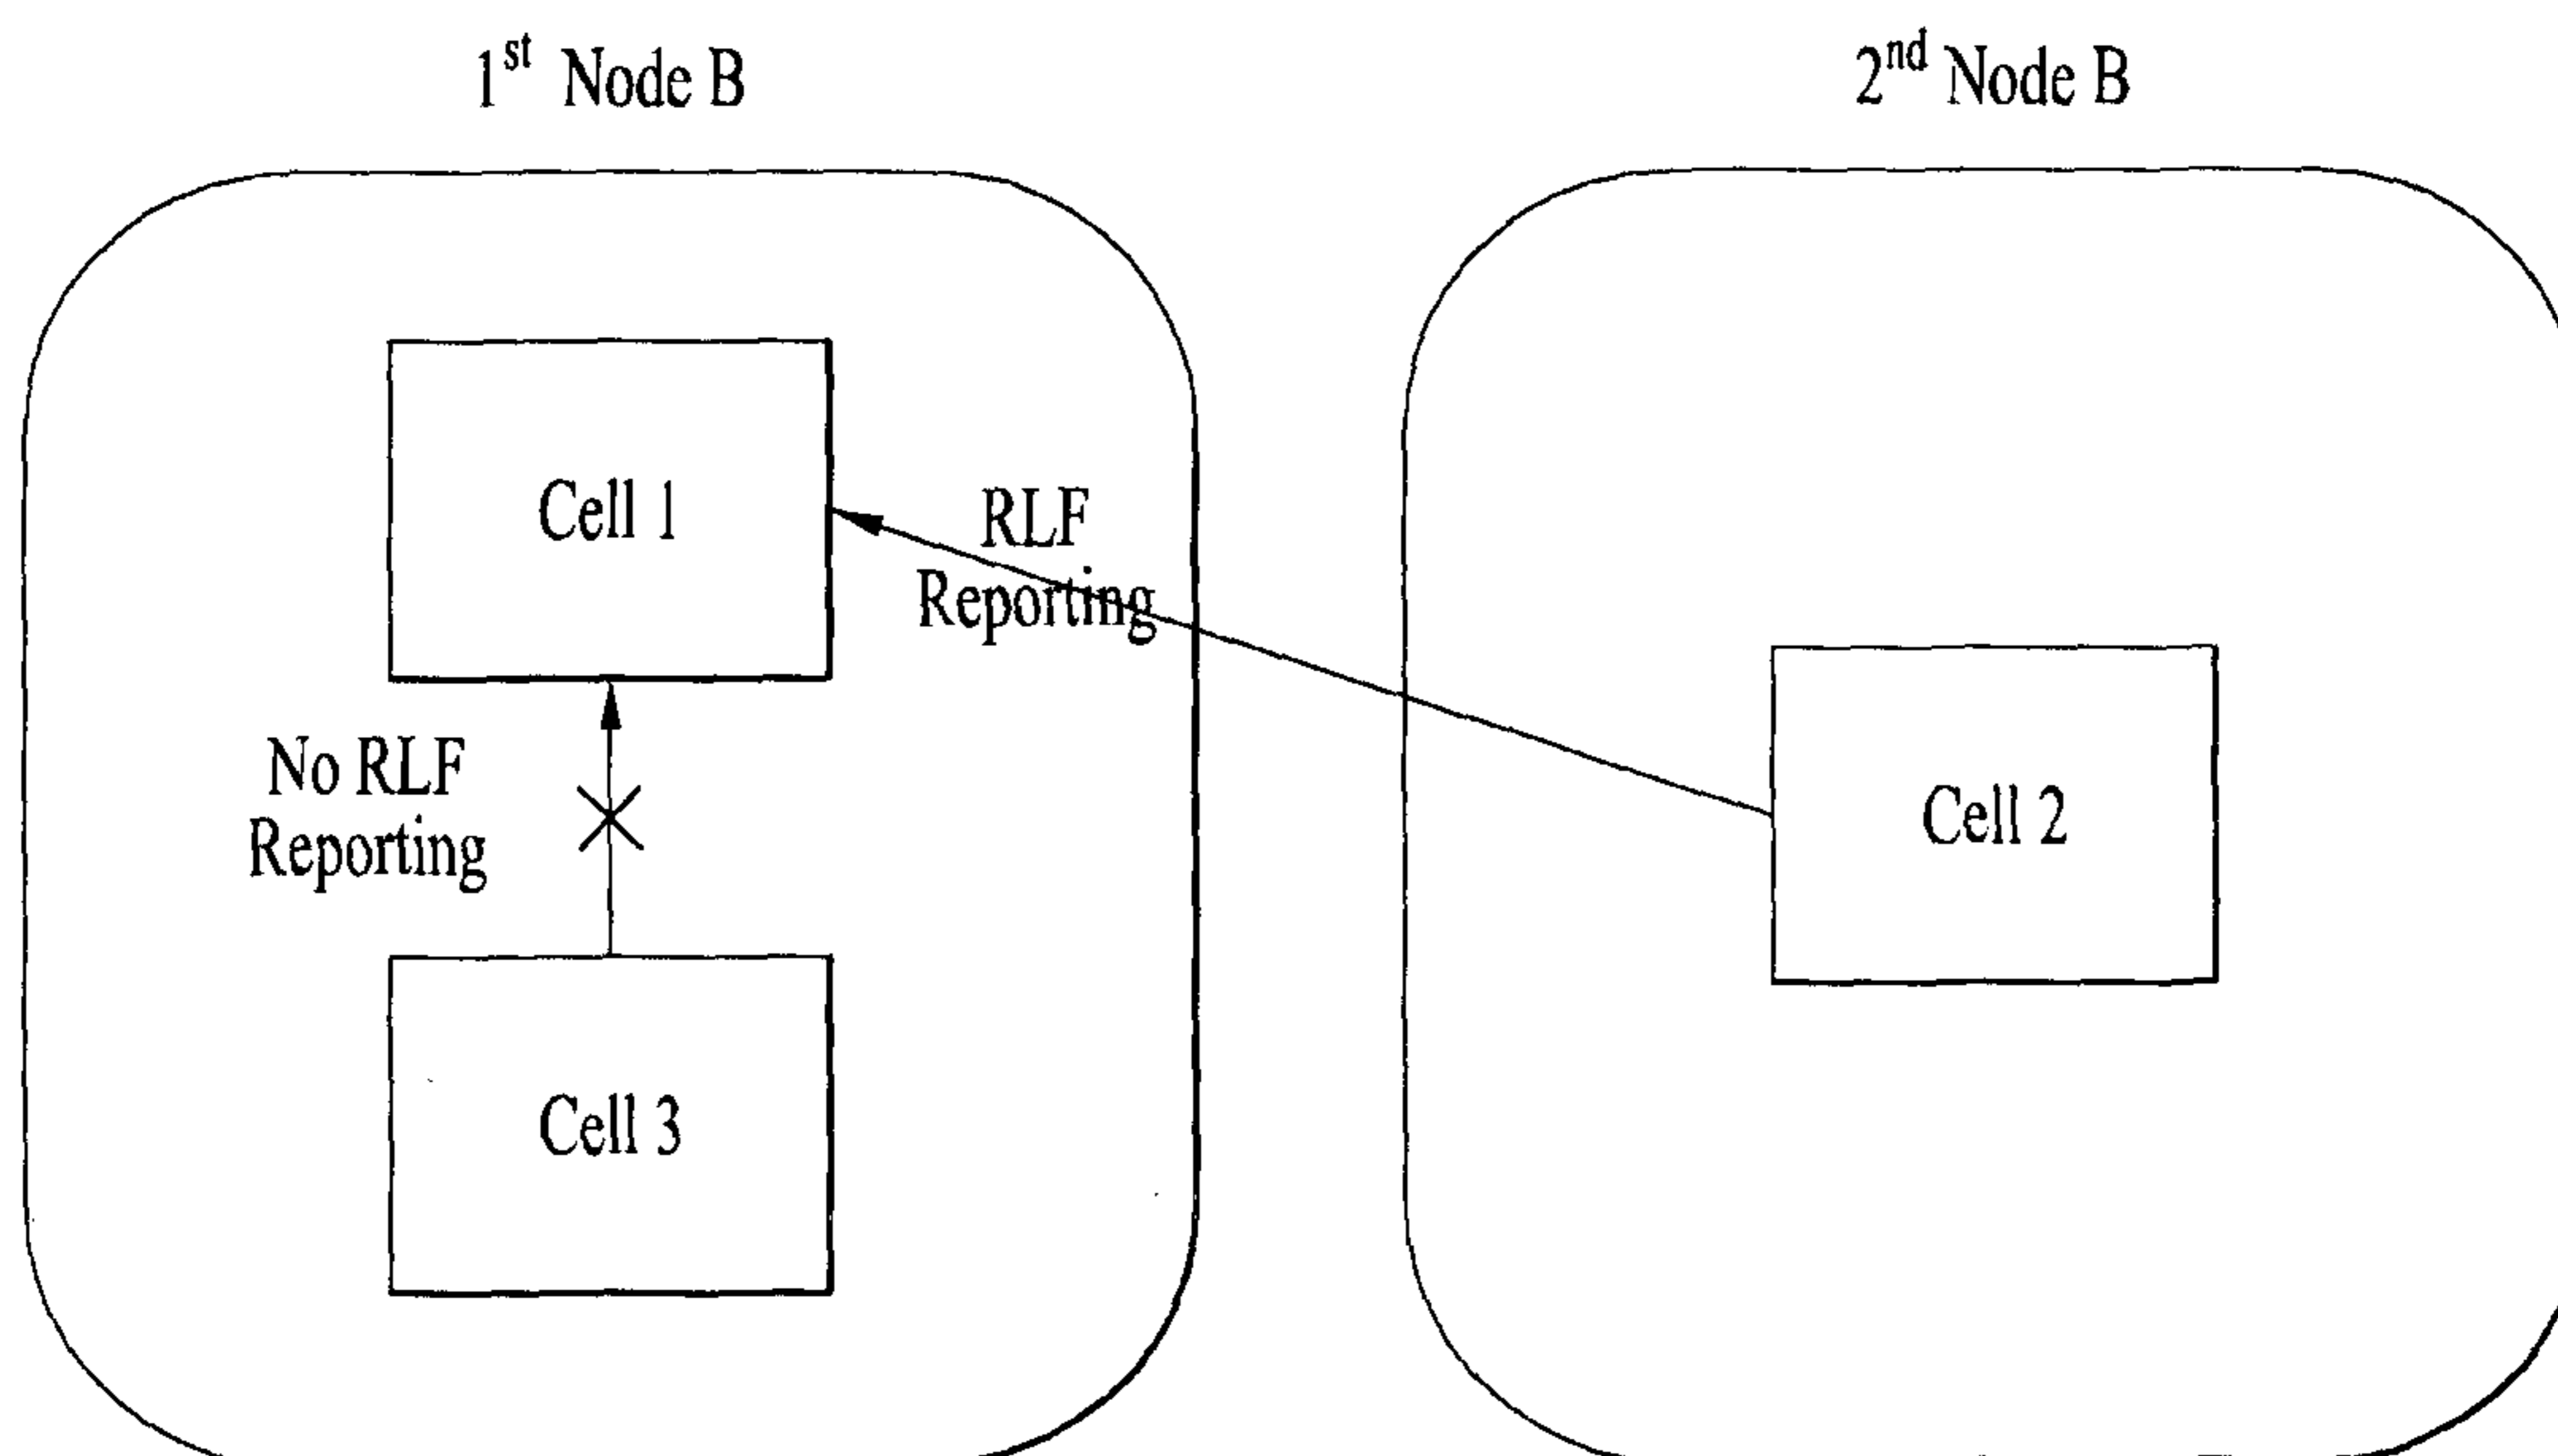 1st Node B
2nd Node B
Cell 1
RLF
Reporting
No RLF
Reporting
Cell 2
Cell 3